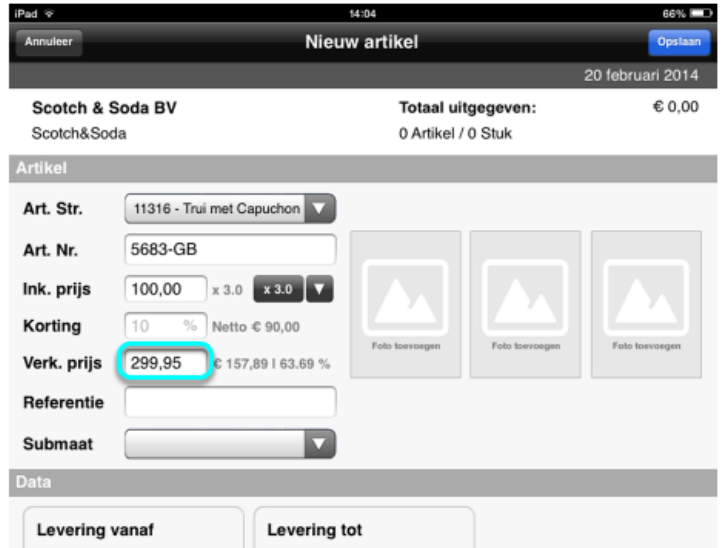 iPad 14:04 66%
Annuleer Nieuw artikel Opslaan
20 februari 2014
Scotch & Soda BV Totaal uitgegeven: € 0,00
Scotch&Soda 0 Artikel / 0 Stuk
Artikel
Art. Str. 11316 - Trui met Capuchon
Art. Nr. 5683-GB
Ink. prijs 100,00 x 3.0 x 3.0
Korting 10 % Netto € 90,00
Foto toevoegen Foto toevoegen Foto toevoegen
Verk. prijs 299,95 € 157,89 | 63.69 %
Referentie
Submaat
Data
Levering vanaf Levering tot